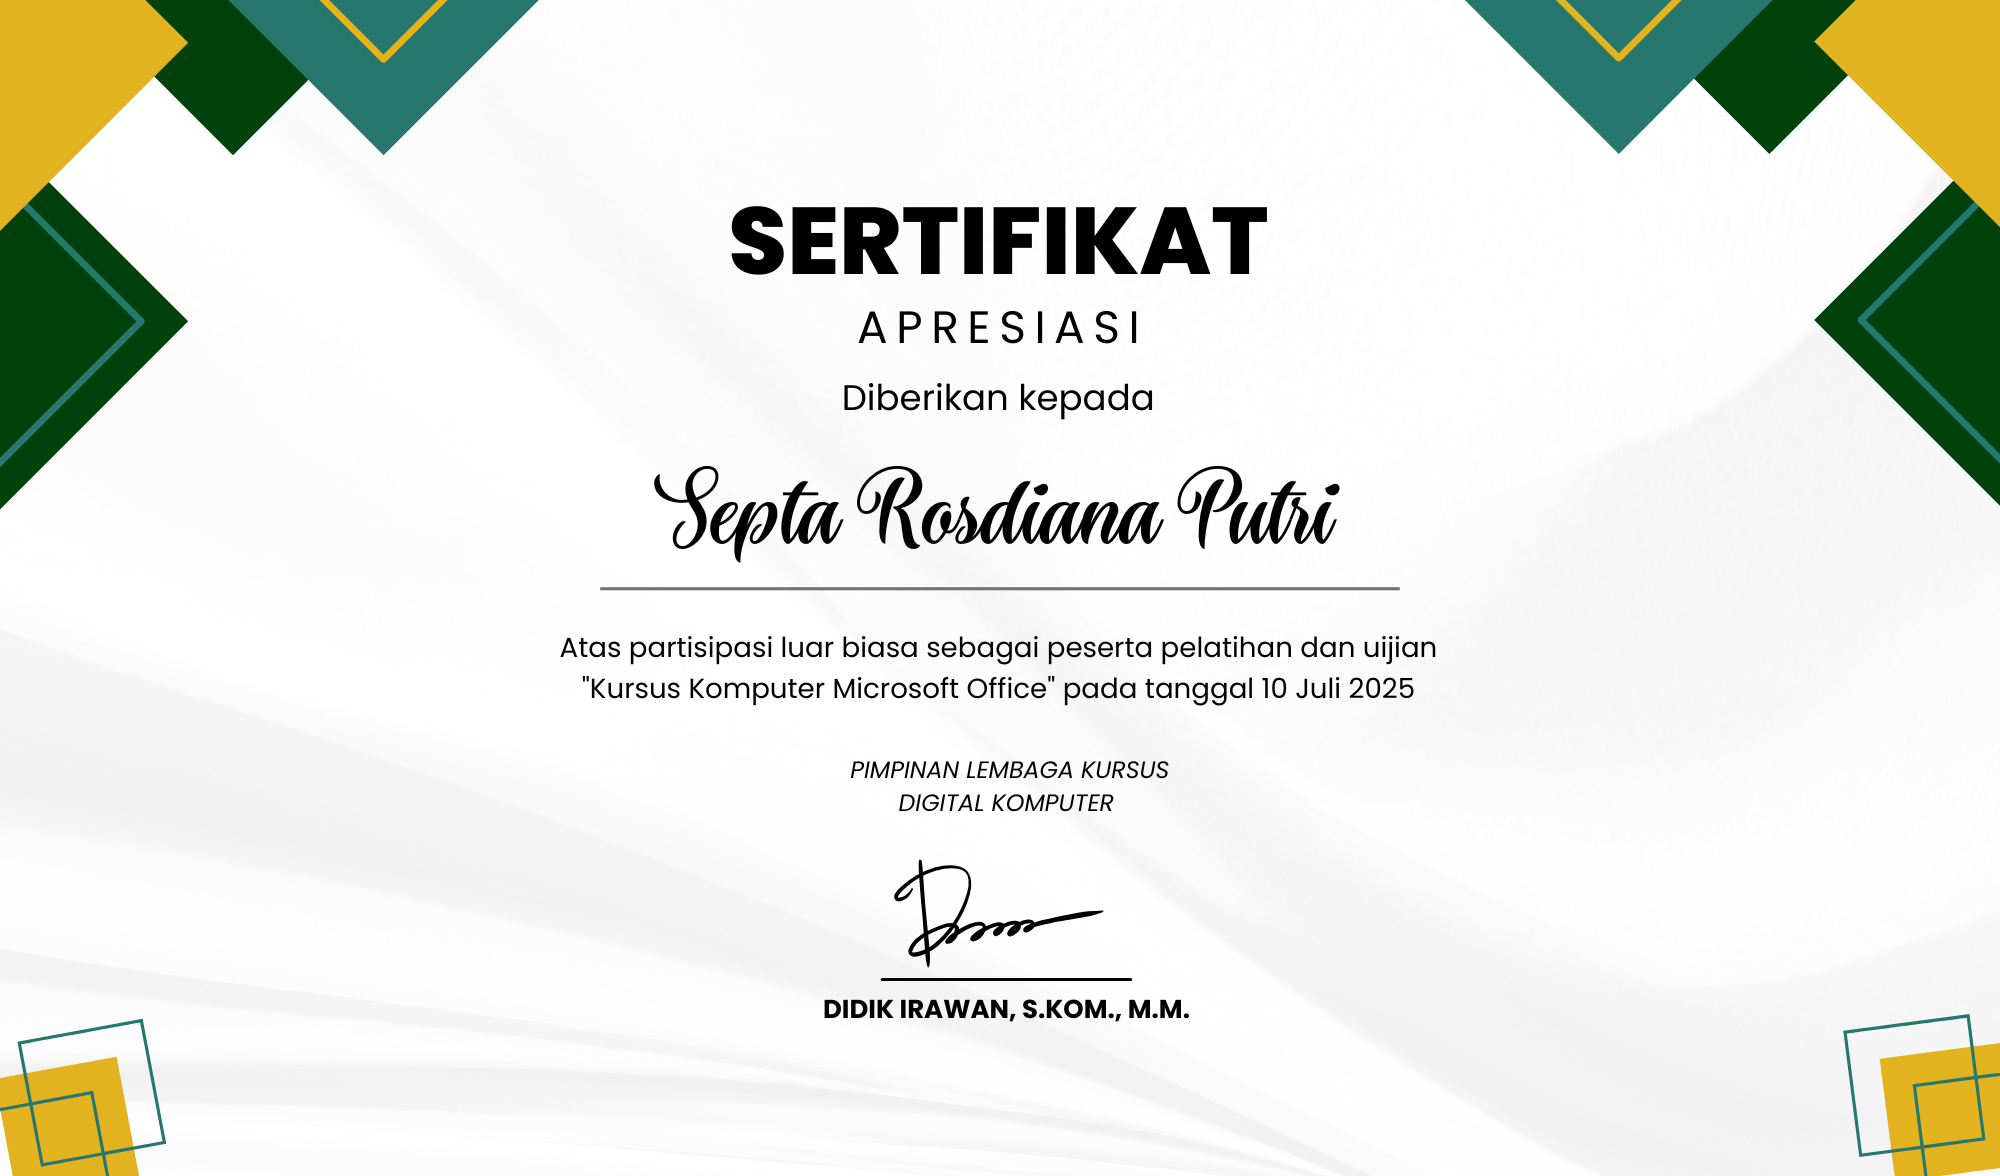 SERTIFIKAT
APRESIASI
Diberikan kepada
Septa Rosdiana Putri
Atas partisipasi luar biasa sebagai peserta pelatihan dan uijian
"Kursus Komputer Microsoft Office" pada tanggal 10 Juli 2025
PIMPINAN LEMBAGA KURSUS
DIGITAL KOMPUTER
DIDIK IRAWAN, S.KOM., M.M.